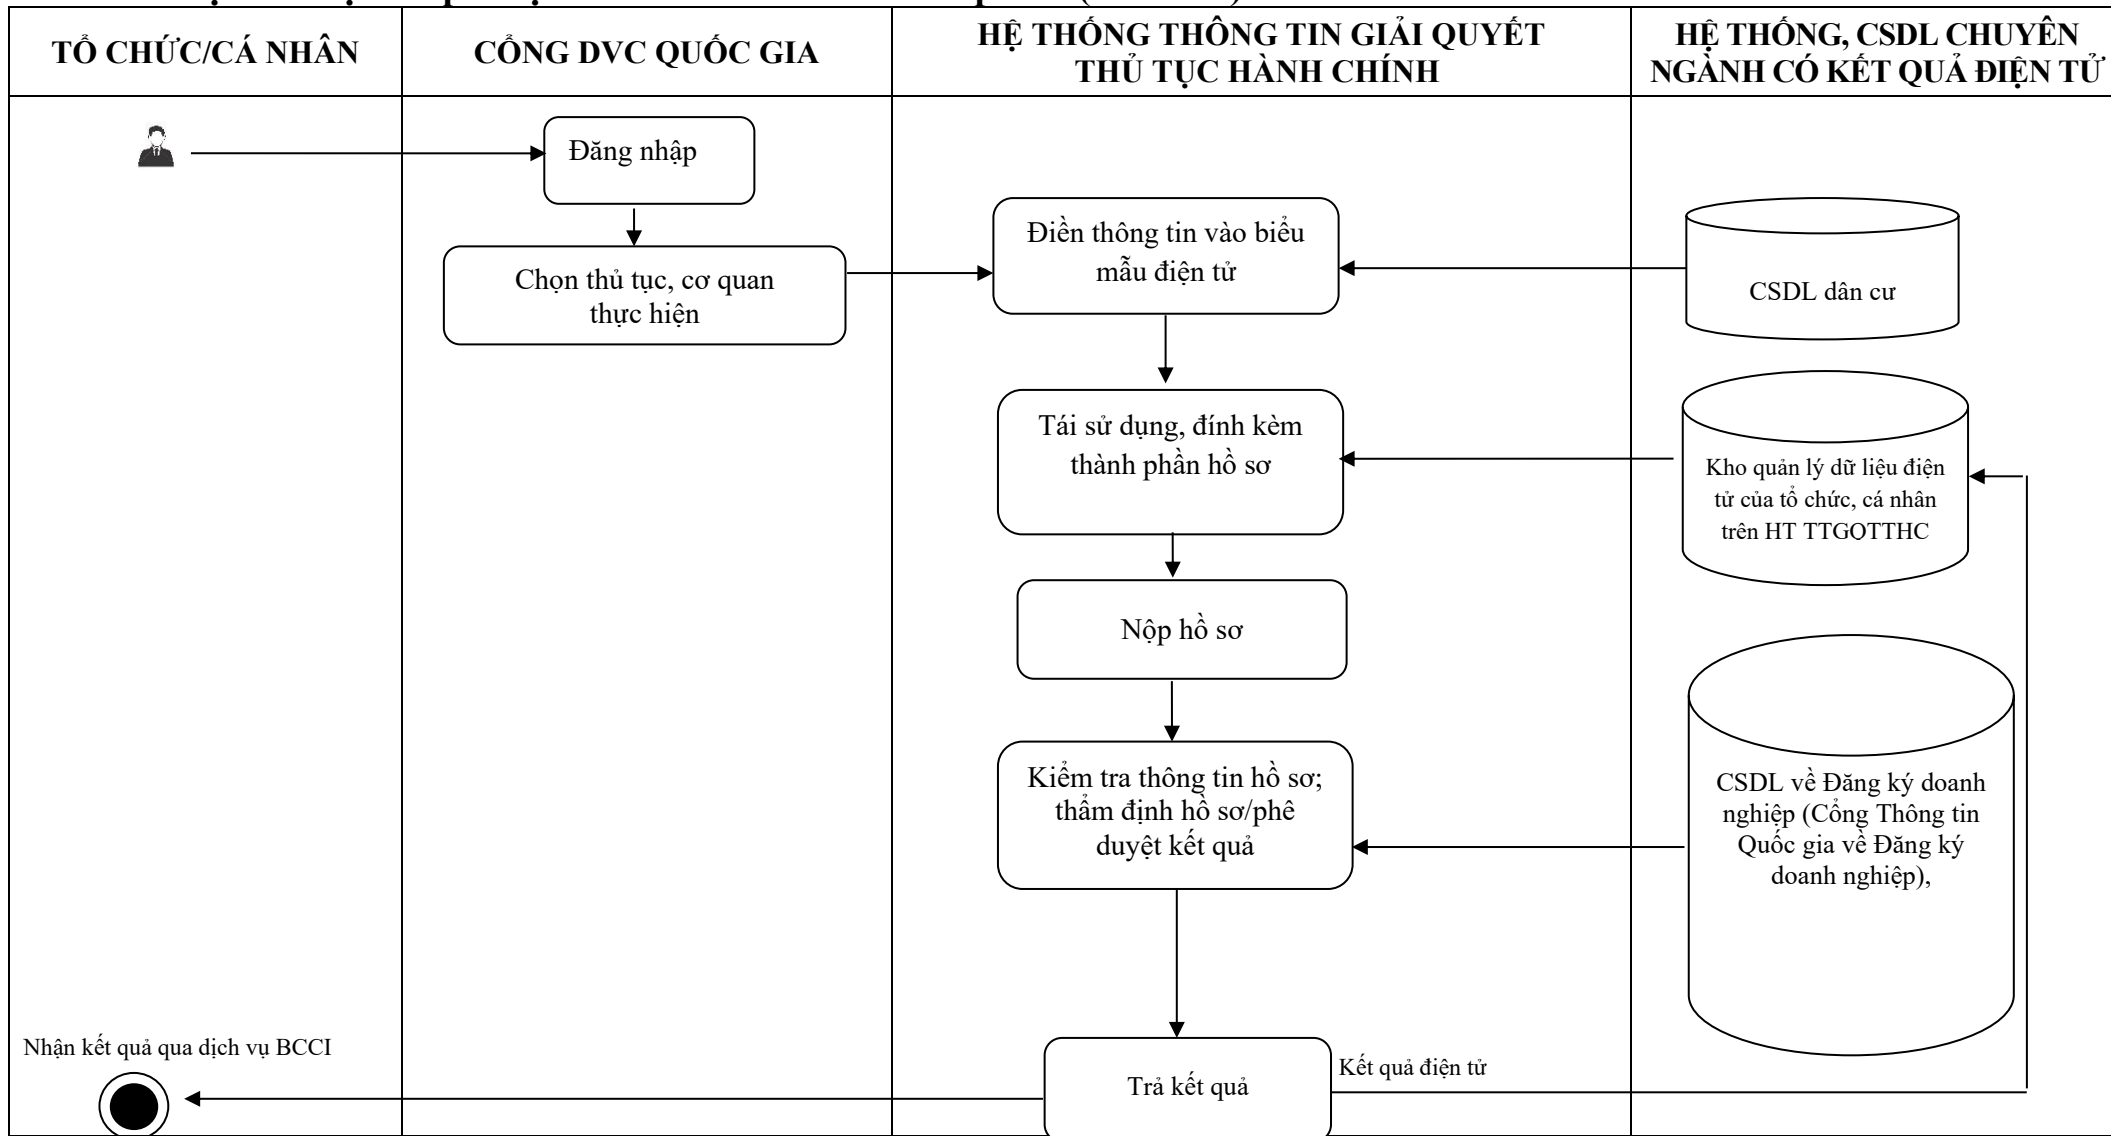 TỔ CHỨC/CÁ NHÂN
CỔNG DVC QUỐC GIA
HỆ THỐNG THÔNG TIN GIẢI QUYẾT
THỦ TỤC HÀNH CHÍNH
HỆ THỐNG, CSDL CHUYÊN
NGÀNH CÓ KẾT QUẢ ĐIỆN TỬ
Đăng nhập
Chọn thủ tục, cơ quan
thực hiện
Điền thông tin vào biểu
mẫu điện tử
CSDL dân cư
Tái sử dụng, đính kèm
thành phần hồ sơ
Kho quản lý dữ liệu điện
tử của tổ chức, cá nhân
trên HT TTGQTTHC
Nộp hồ sơ
Kiểm tra thông tin hồ sơ;
thẩm định hồ sơ/phê
duyệt kết quả
CSDL về Đăng ký doanh
nghiệp (Cổng Thông tin
Quốc gia về Đăng ký
doanh nghiệp),
Nhận kết quả qua dịch vụ BCCI
Trả kết quả
Kết quả điện tử